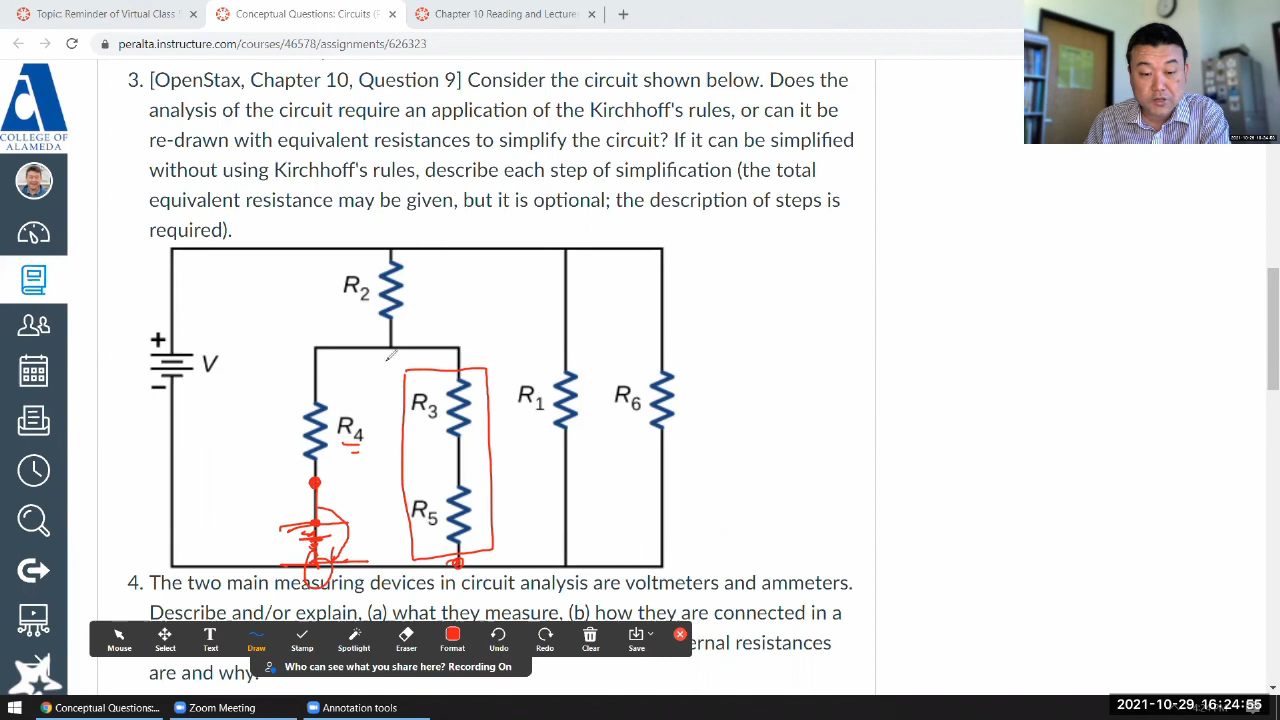 Topic: Reminder of Virtual Class
Conceptual Questions: Circuits (P
Chapter 10 Reading and Lecture
peralta.instructure.com/courses/46578/assignments/626323
COLLEGE OF
ALAMEDA
3. [OpenStax, Chapter 10, Question 9] Consider the circuit shown below. Does the
analysis of the circuit require an application of the Kirchhoff's rules, or can it be
re-drawn with equivalent resistances to simplify the circuit? If it can be simplified
without using Kirchhoff's rules, describe each step of simplification (the total
equivalent resistance may be given, but it is optional; the description of steps is
required).
R2
+
V
−
R4
R3
R5
R1
R6
4. The two main measuring devices in circuit analysis are voltmeters and ammeters.
Describe and/or explain, (a) what they measure, (b) how they are connected in a
ernal resistances
are and why.
Mouse Select Text Draw Stamp Spotlight Eraser Format Undo Redo Clear Save
Who can see what you share here? Recording On
Conceptual Questions:...
Zoom Meeting
Annotation tools
2021-10-29 16:24:55